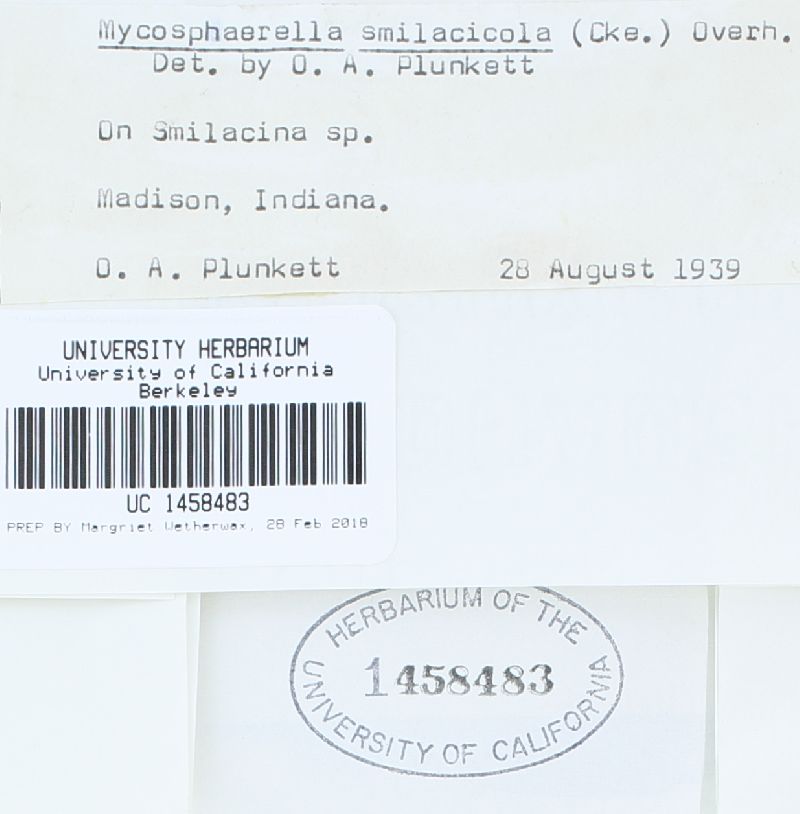 Mycosphaerella smilacicola (Cke.) Overh.
Det. by O. A. Plunkett
On Smilacina sp.
Madison, Indiana.
O. A. Plunkett 28 August 1939
UNIVERSITY HERBARIUM
University of California
Berkeley
UC 1458483
PREP BY Margriet Wetherwax, 28 Feb 2018
HERBARIUM OF THE
1458483
UNIVERSITY OF CALIFORNIA